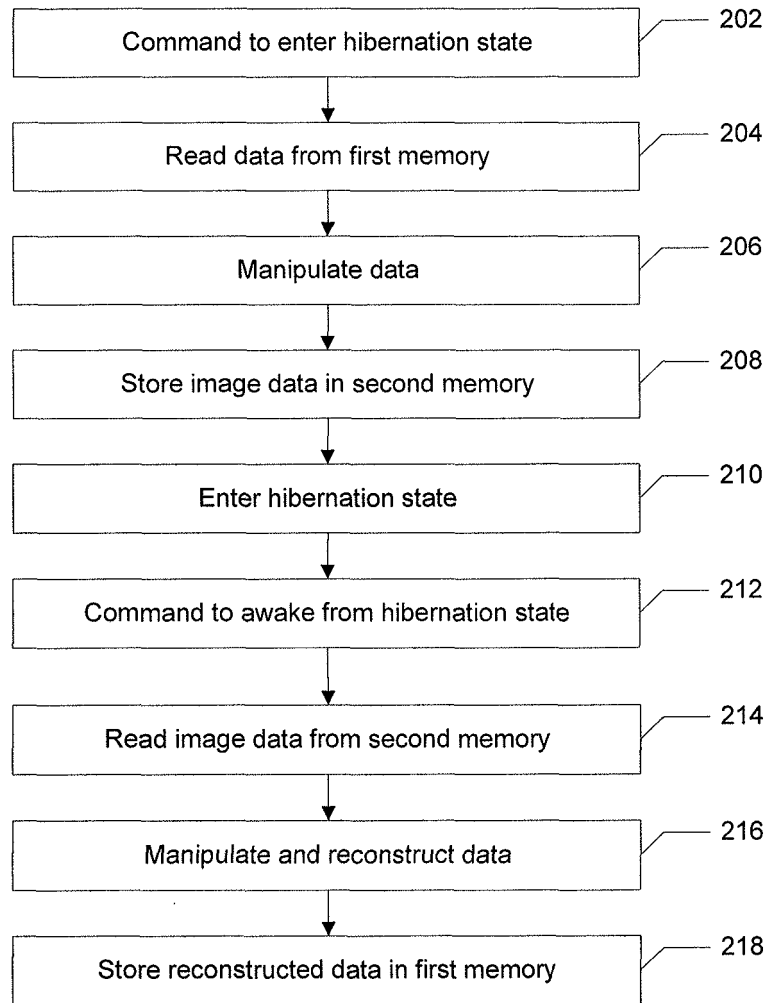 Command to enter hibernation state
202
Read data from first memory
204
Manipulate data
206
Store image data in second memory
208
Enter hibernation state
210
Command to awake from hibernation state
212
Read image data from second memory
214
Manipulate and reconstruct data
216
Store reconstructed data in first memory
218